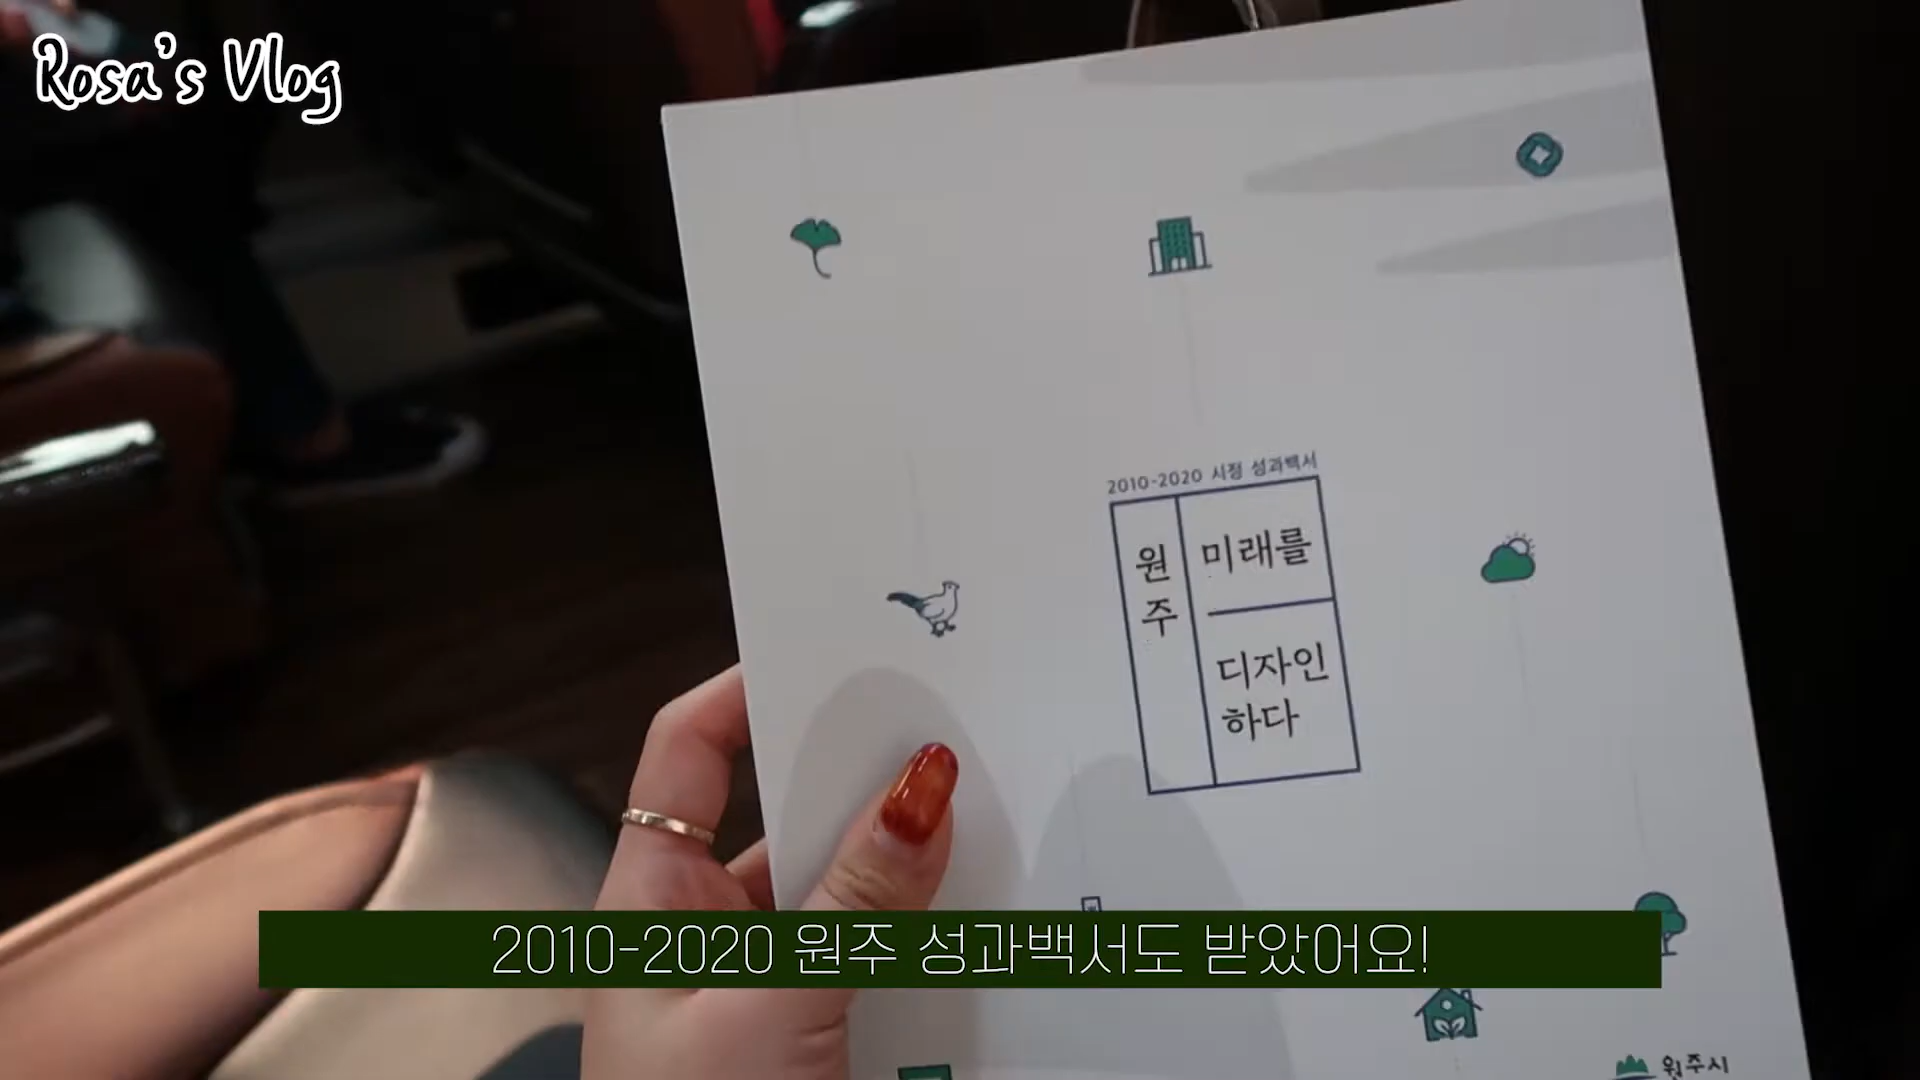 Rosa's Vlog
2010-2020 시정 성과백서
원주
미래를
디자인
하다
2010-2020 원주 성과백서도 받았어요!
원주시